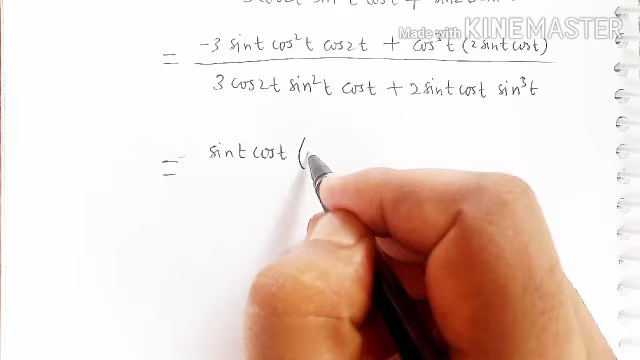 Made with KINEMASTER
= -3 sint cos²t cos2t + cos³t (2sint cost)
3 cos2t sin²t cost + 2sint cost sin³t
= sint cost (